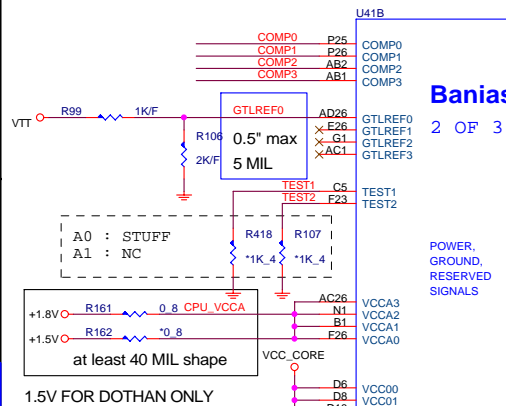 U41B
COMP0 P25 COMP0
COMP1 P26 COMP1
COMP2 AB2 COMP2
COMP3 AB1 COMP3
Banias
2 OF 3
VTT R99 1K/F GTLREF0 AD26 GTLREF0
E26 GTLREF1
G1 GTLREF2
AC1 GTLREF3
R106
2K/F
0.5" max
5 MIL
TEST1 C5 TEST1
TEST2 F23 TEST2
A0 : STUFF
A1 : NC
R418 R107
*1K_4 *1K_4
POWER,
GROUND,
RESERVED
SIGNALS
AC26 VCCA3
+1.8V R161 0_8 CPU_VCCA N1 VCCA2
B1 VCCA1
+1.5V R162 *0_8 F26 VCCA0
at least 40 MIL shape
VCC_CORE
D6 VCC00
D8 VCC01
1.5V FOR DOTHAN ONLY